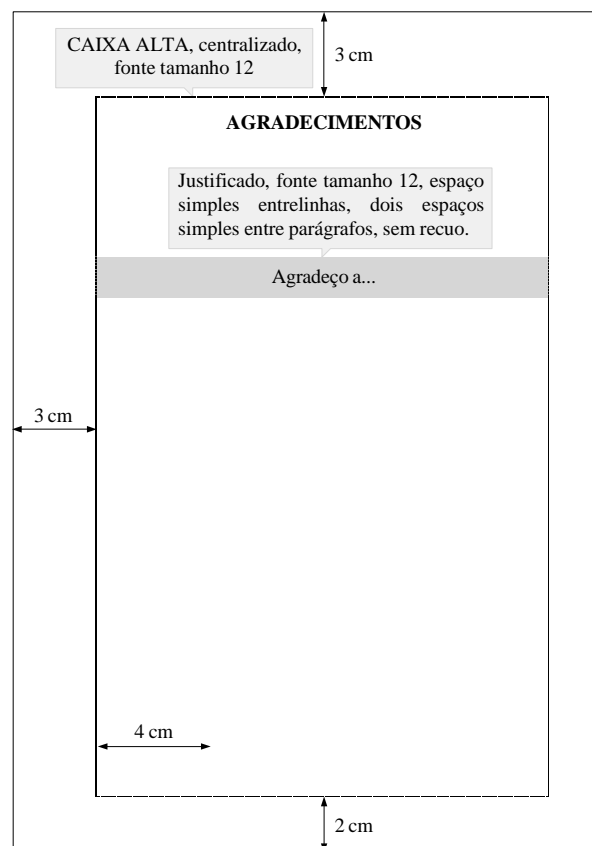 CAIXA ALTA, centralizado,
fonte tamanho 12
3 cm
AGRADECIMENTOS
Justificado, fonte tamanho 12, espaço
simples entrelinhas, dois espaços
simples entre parágrafos, sem recuo.
Agradeço a...
3 cm
4 cm
2 cm